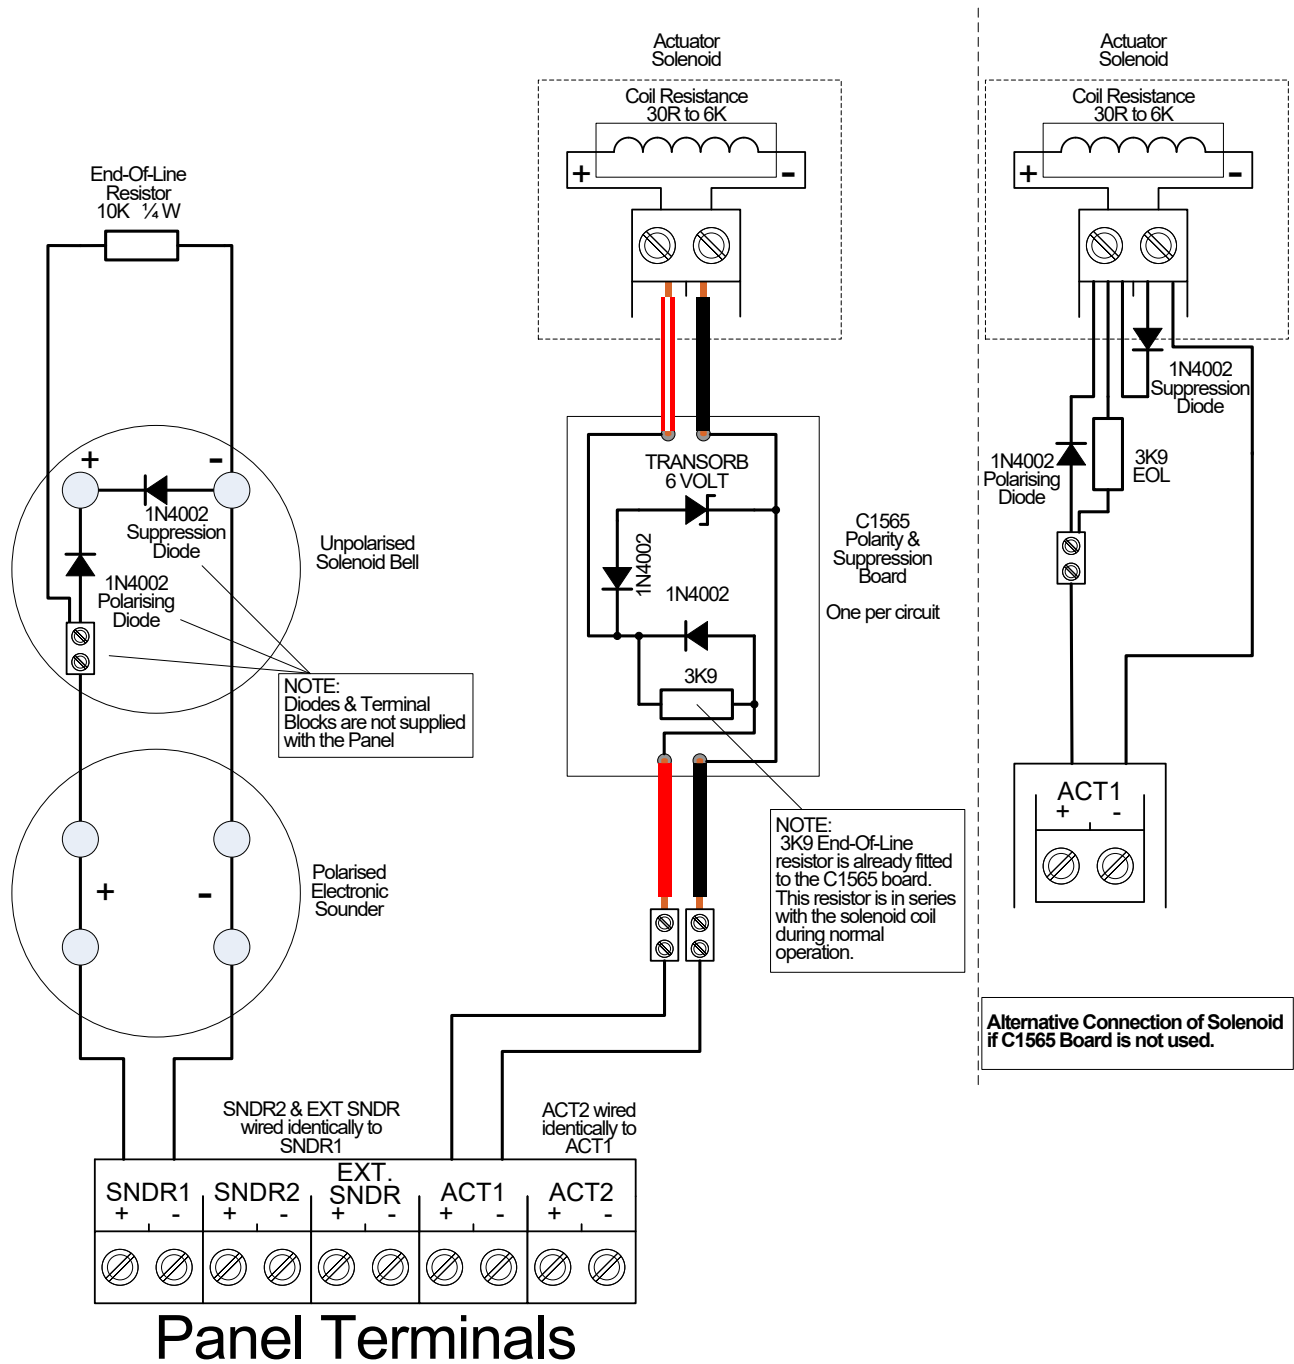 Actuator
Solenoid
Coil Resistance
30R to 6K
+ -
Actuator
Solenoid
Coil Resistance
30R to 6K
+ -
End-Of-Line
Resistor
10K ¼ W
+ -
1N4002
Suppression
Diode
1N4002
Polarising
Diode
Unpolarised
Solenoid Bell
NOTE:
Diodes & Terminal
Blocks are not supplied
with the Panel
+ -
Polarised
Electronic
Sounder
TRANSORB
6 VOLT
1N4002
1N4002
3K9
C1565
Polarity &
Suppression
Board
One per circuit
NOTE:
3K9 End-Of-Line
resistor is already fitted
to the C1565 board.
This resistor is in series
with the solenoid coil
during normal
operation.
1N4002
Suppression
Diode
1N4002
Polarising
Diode
3K9
EOL
ACT1
+ -
Alternative Connection of Solenoid
if C1565 Board is not used.
SNDR2 & EXT SNDR
wired identically to
SNDR1
ACT2 wired
identically to
ACT1
SNDR1
+ -
SNDR2
+ -
EXT.
SNDR
+ -
ACT1
+ -
ACT2
+ -
Panel Terminals